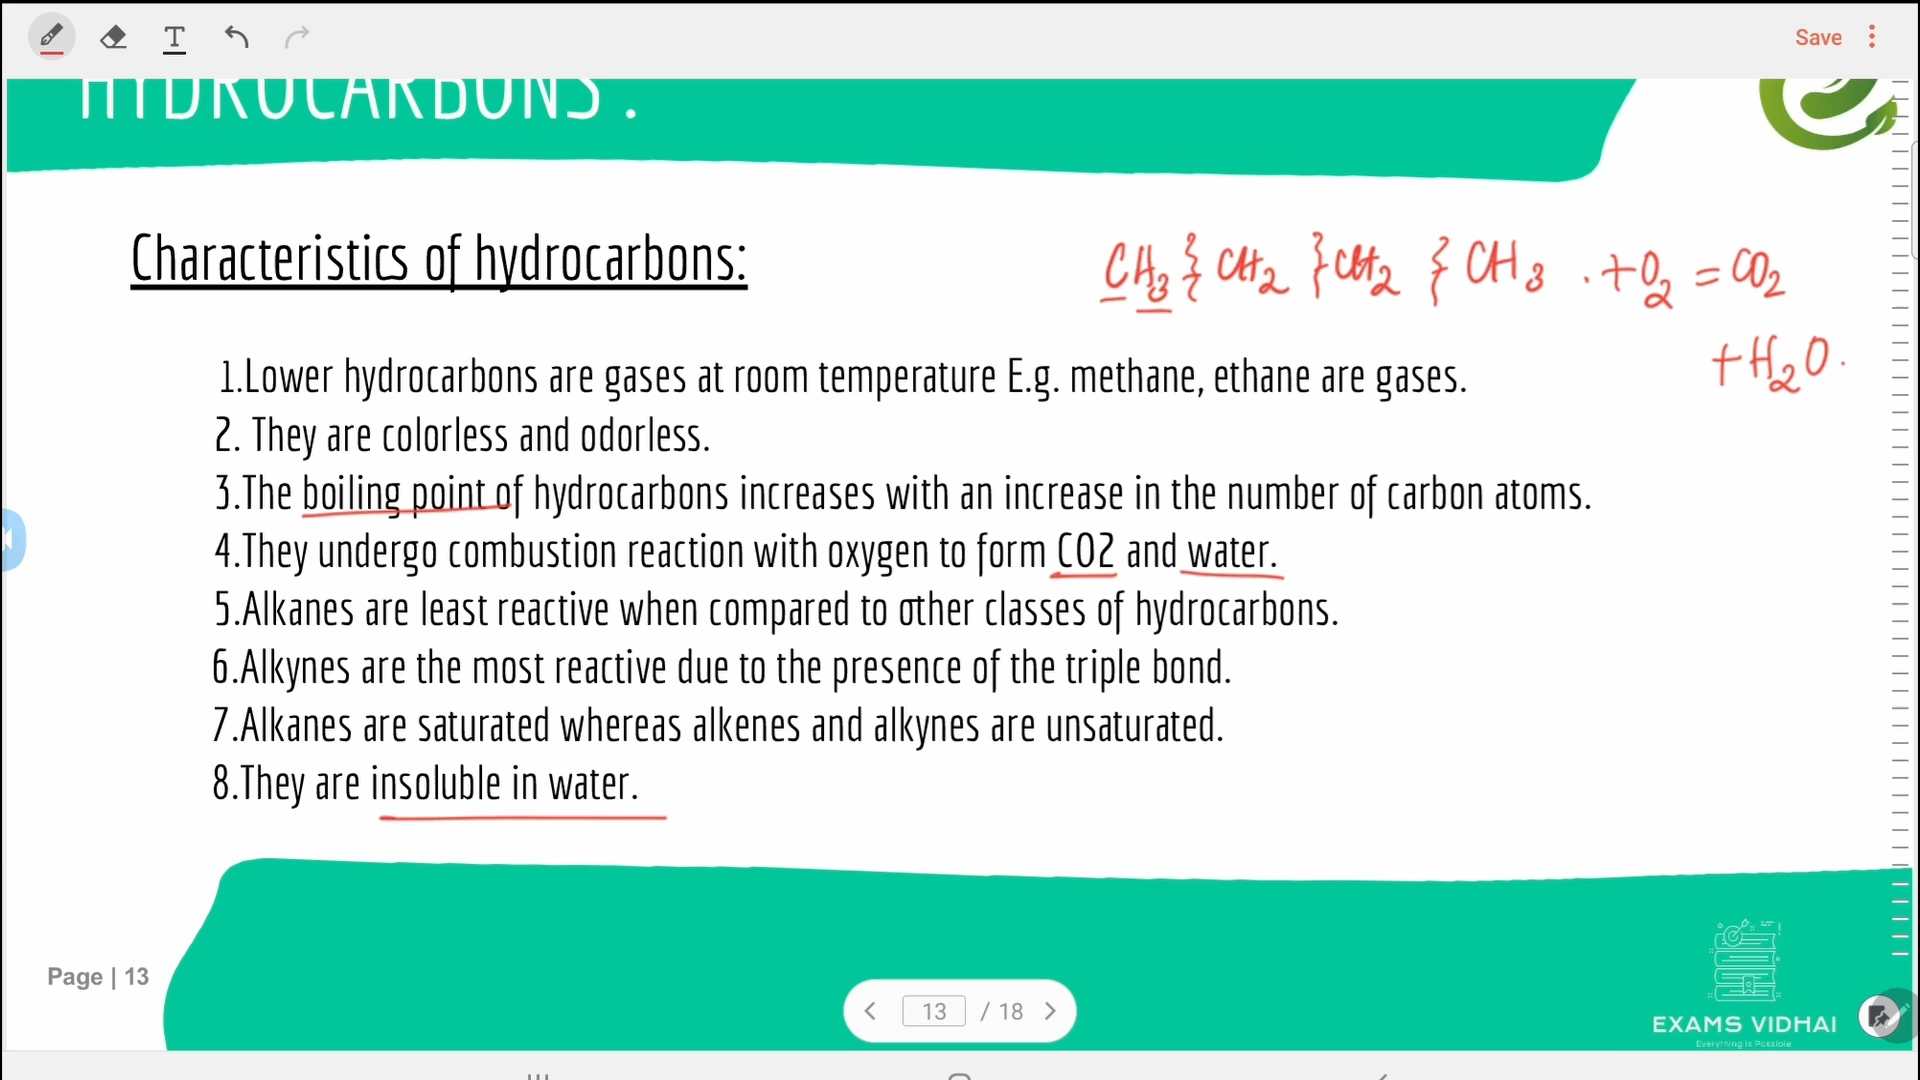 Save
HYDROCARBONS :
Characteristics of hydrocarbons:
CH3 } CH2 } CH2 } CH3 . + O2 = CO2
+ H2O.
1.Lower hydrocarbons are gases at room temperature E.g. methane, ethane are gases.
2. They are colorless and odorless.
3.The boiling point of hydrocarbons increases with an increase in the number of carbon atoms.
4.They undergo combustion reaction with oxygen to form CO2 and water.
5.Alkanes are least reactive when compared to other classes of hydrocarbons.
6.Alkynes are the most reactive due to the presence of the triple bond.
7.Alkanes are saturated whereas alkenes and alkynes are unsaturated.
8.They are insoluble in water.
Page | 13
13 / 18
EXAMS VIDHAI
Everything is Possible